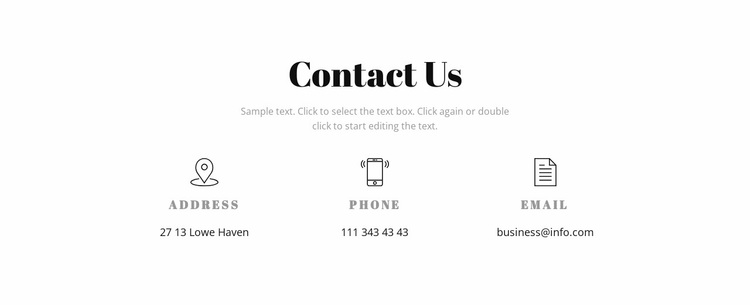 Contact Us
Sample text. Click to select the text box. Click again or double
click to start editing the text.
ADDRESS
27 13 Lowe Haven
PHONE
111 343 43 43
EMAIL
business@info.com